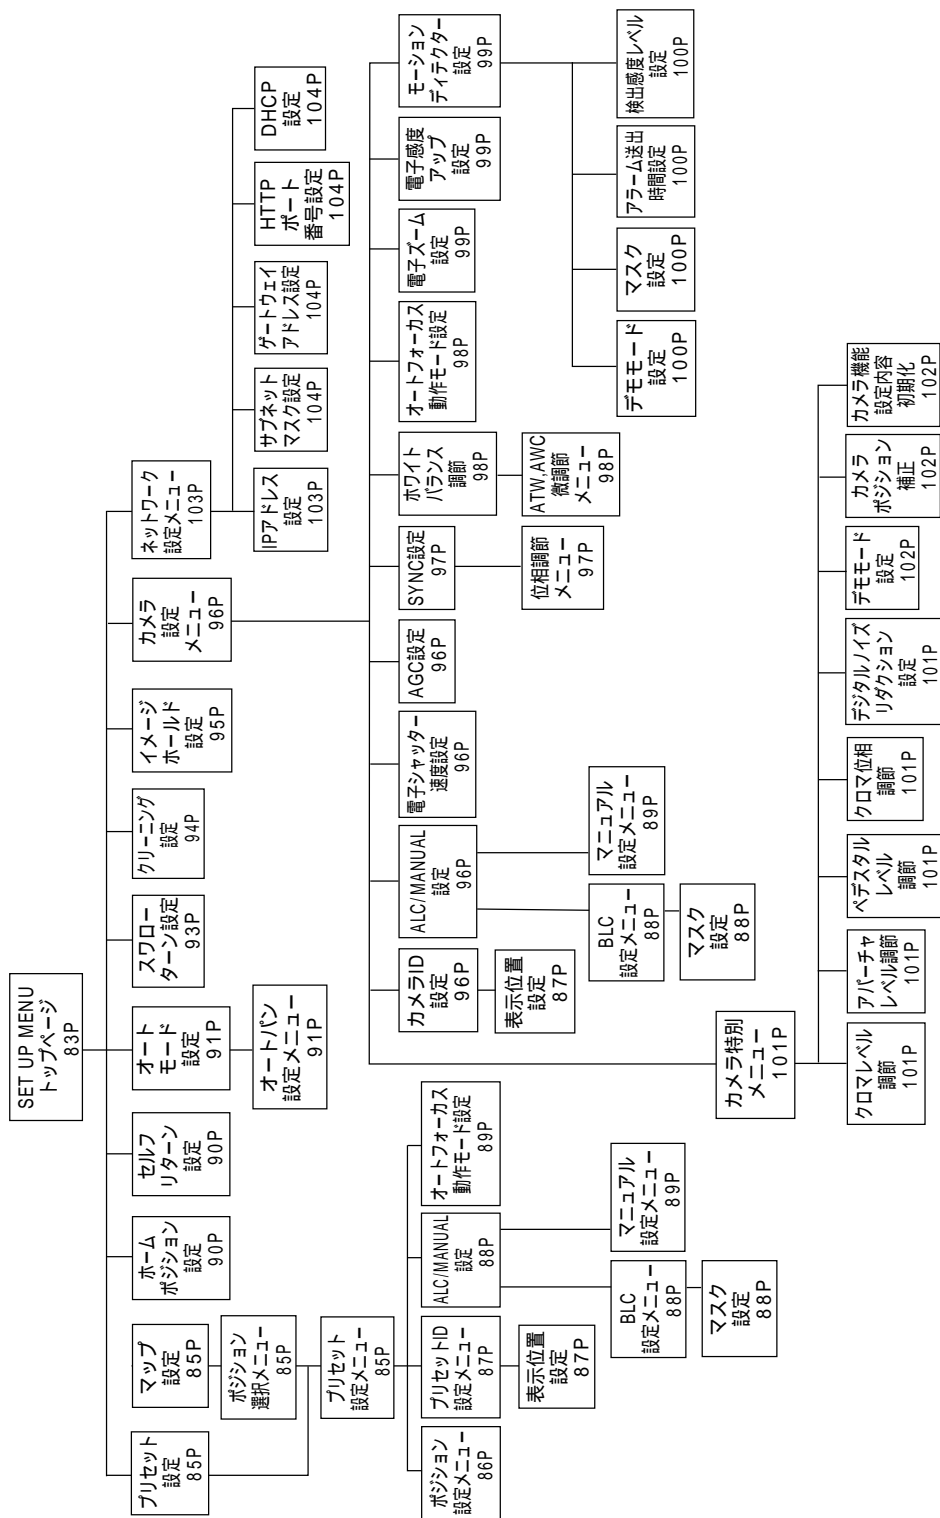 SET UP MENU
トップページ
83P
プリセット
設定
85P
マップ
設定
85P
ホーム
ポジション
設定
90P
セルフ
リターン
設定
90P
オート
モード
設定
91P
スワロー
ターン設定
93P
クリーニング
設定
94P
イメージ
ホールド
設定
95P
カメラ
設定
メニュー
96P
ネットワーク
設定メニュー
103P
ポジション
選択メニュー
85P
オートパン
設定メニュー
91P
IPアドレス
設定
103P
サブネット
マスク設定
104P
ゲートウェイ
アドレス設定
104P
HTTP
ポート
番号設定
104P
DHCP
設定
104P
プリセット
設定メニュー
85P
ポジション
設定メニュー
86P
プリセットID
設定メニュー
87P
ALC/MANUAL
設定
88P
オートフォーカス
動作モード設定
89P
表示位置
設定
87P
BLC
設定メニュー
88P
マニュアル
設定メニュー
89P
マスク
設定
88P
カメラID
設定
96P
ALC/MANUAL
設定
96P
電子シャッター
速度設定
96P
AGC設定
96P
SYNC設定
97P
ホワイト
バランス
調節
98P
オートフォーカス
動作モード設定
98P
電子ズーム
設定
99P
電子感度
アップ
設定
99P
モーション
ディテクター
設定
99P
表示位置
設定
87P
BLC
設定メニュー
88P
マニュアル
設定メニュー
89P
マスク
設定
88P
位相調節
メニュー
97P
ATW,AWC
微調節
メニュー
98P
デモモード
設定
100P
マスク
設定
100P
アラーム送出
時間設定
100P
検出感度レベル
設定
100P
カメラ特別
メニュー
101P
クロマレベル
調節
101P
アパーチャ
レベル調節
101P
ペデスタル
レベル
調節
101P
クロマ位相
調節
101P
デジタルノイズ
リダクション
設定
101P
デモモード
設定
102P
カメラ
ポジション
補正
102P
カメラ機能
設定内容
初期化
102P